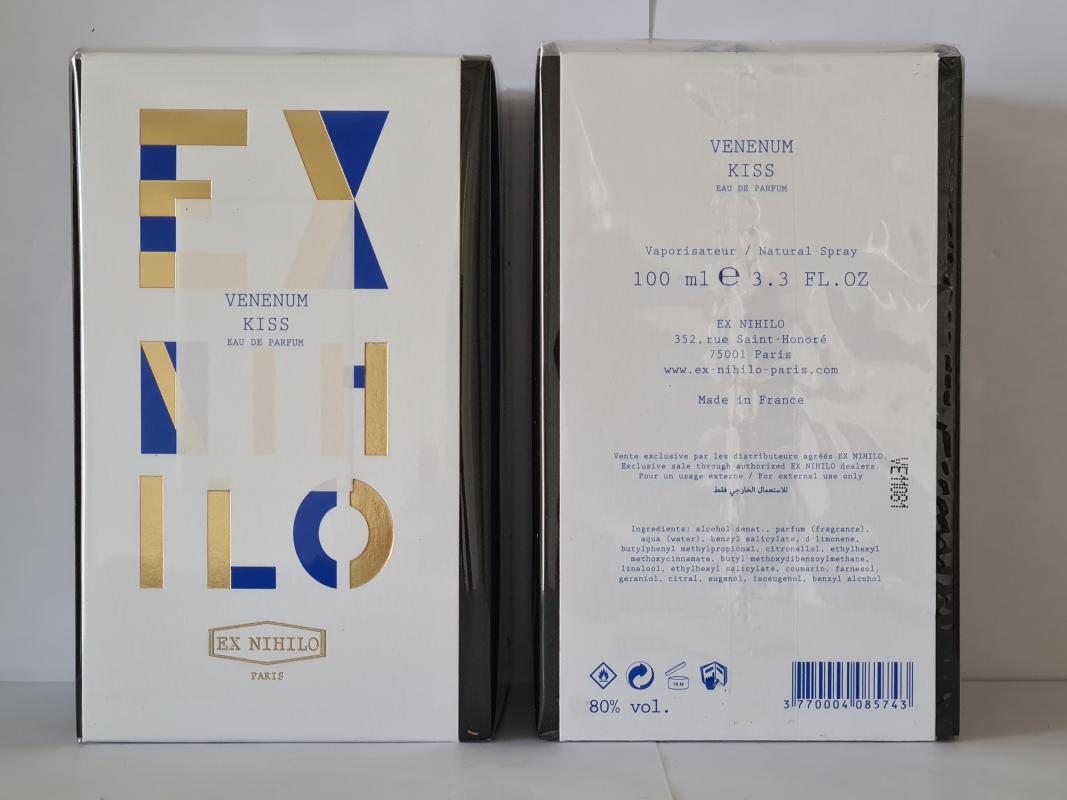 EX
NIHILO
VENENUM
KISS
EAU DE PARFUM
EX NIHILO
PARIS
VENENUM
KISS
EAU DE PARFUM
Vaporisateur / Natural Spray
100 ml ℮ 3.3 FL.OZ
EX NIHILO
352, rue Saint-Honoré
75001 Paris
www.ex-nihilo-paris.com
Made in France
Vente exclusive par les distributeurs agréés EX NIHILO.
Exclusive sale through authorized EX NIHILO dealers.
Pour un usage externe / For external use only
للاستعمال الخارجي فقط
Ingredients: alcohol denat., parfum (fragrance),
aqua (water), benzyl salicylate, d-limonene,
butylphenyl methylpropional, citronellol, ethylhexyl
methoxycinnamate, butyl methoxydibenzoylmethane,
linalool, ethylhexyl salicylate, coumarin, farnesol,
geraniol, citral, eugenol, isoeugenol, benzyl alcohol
80% vol.
3 770004 085743